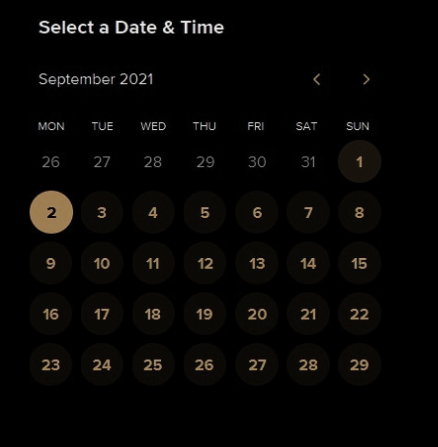 Select a Date & Time
September 2021
MON TUE WED THU FRI SAT SUN
26 27 28 29 30 31 1
2 3 4 5 6 7 8
9 10 11 12 13 14 15
16 17 18 19 20 21 22
23 24 25 26 27 28 29